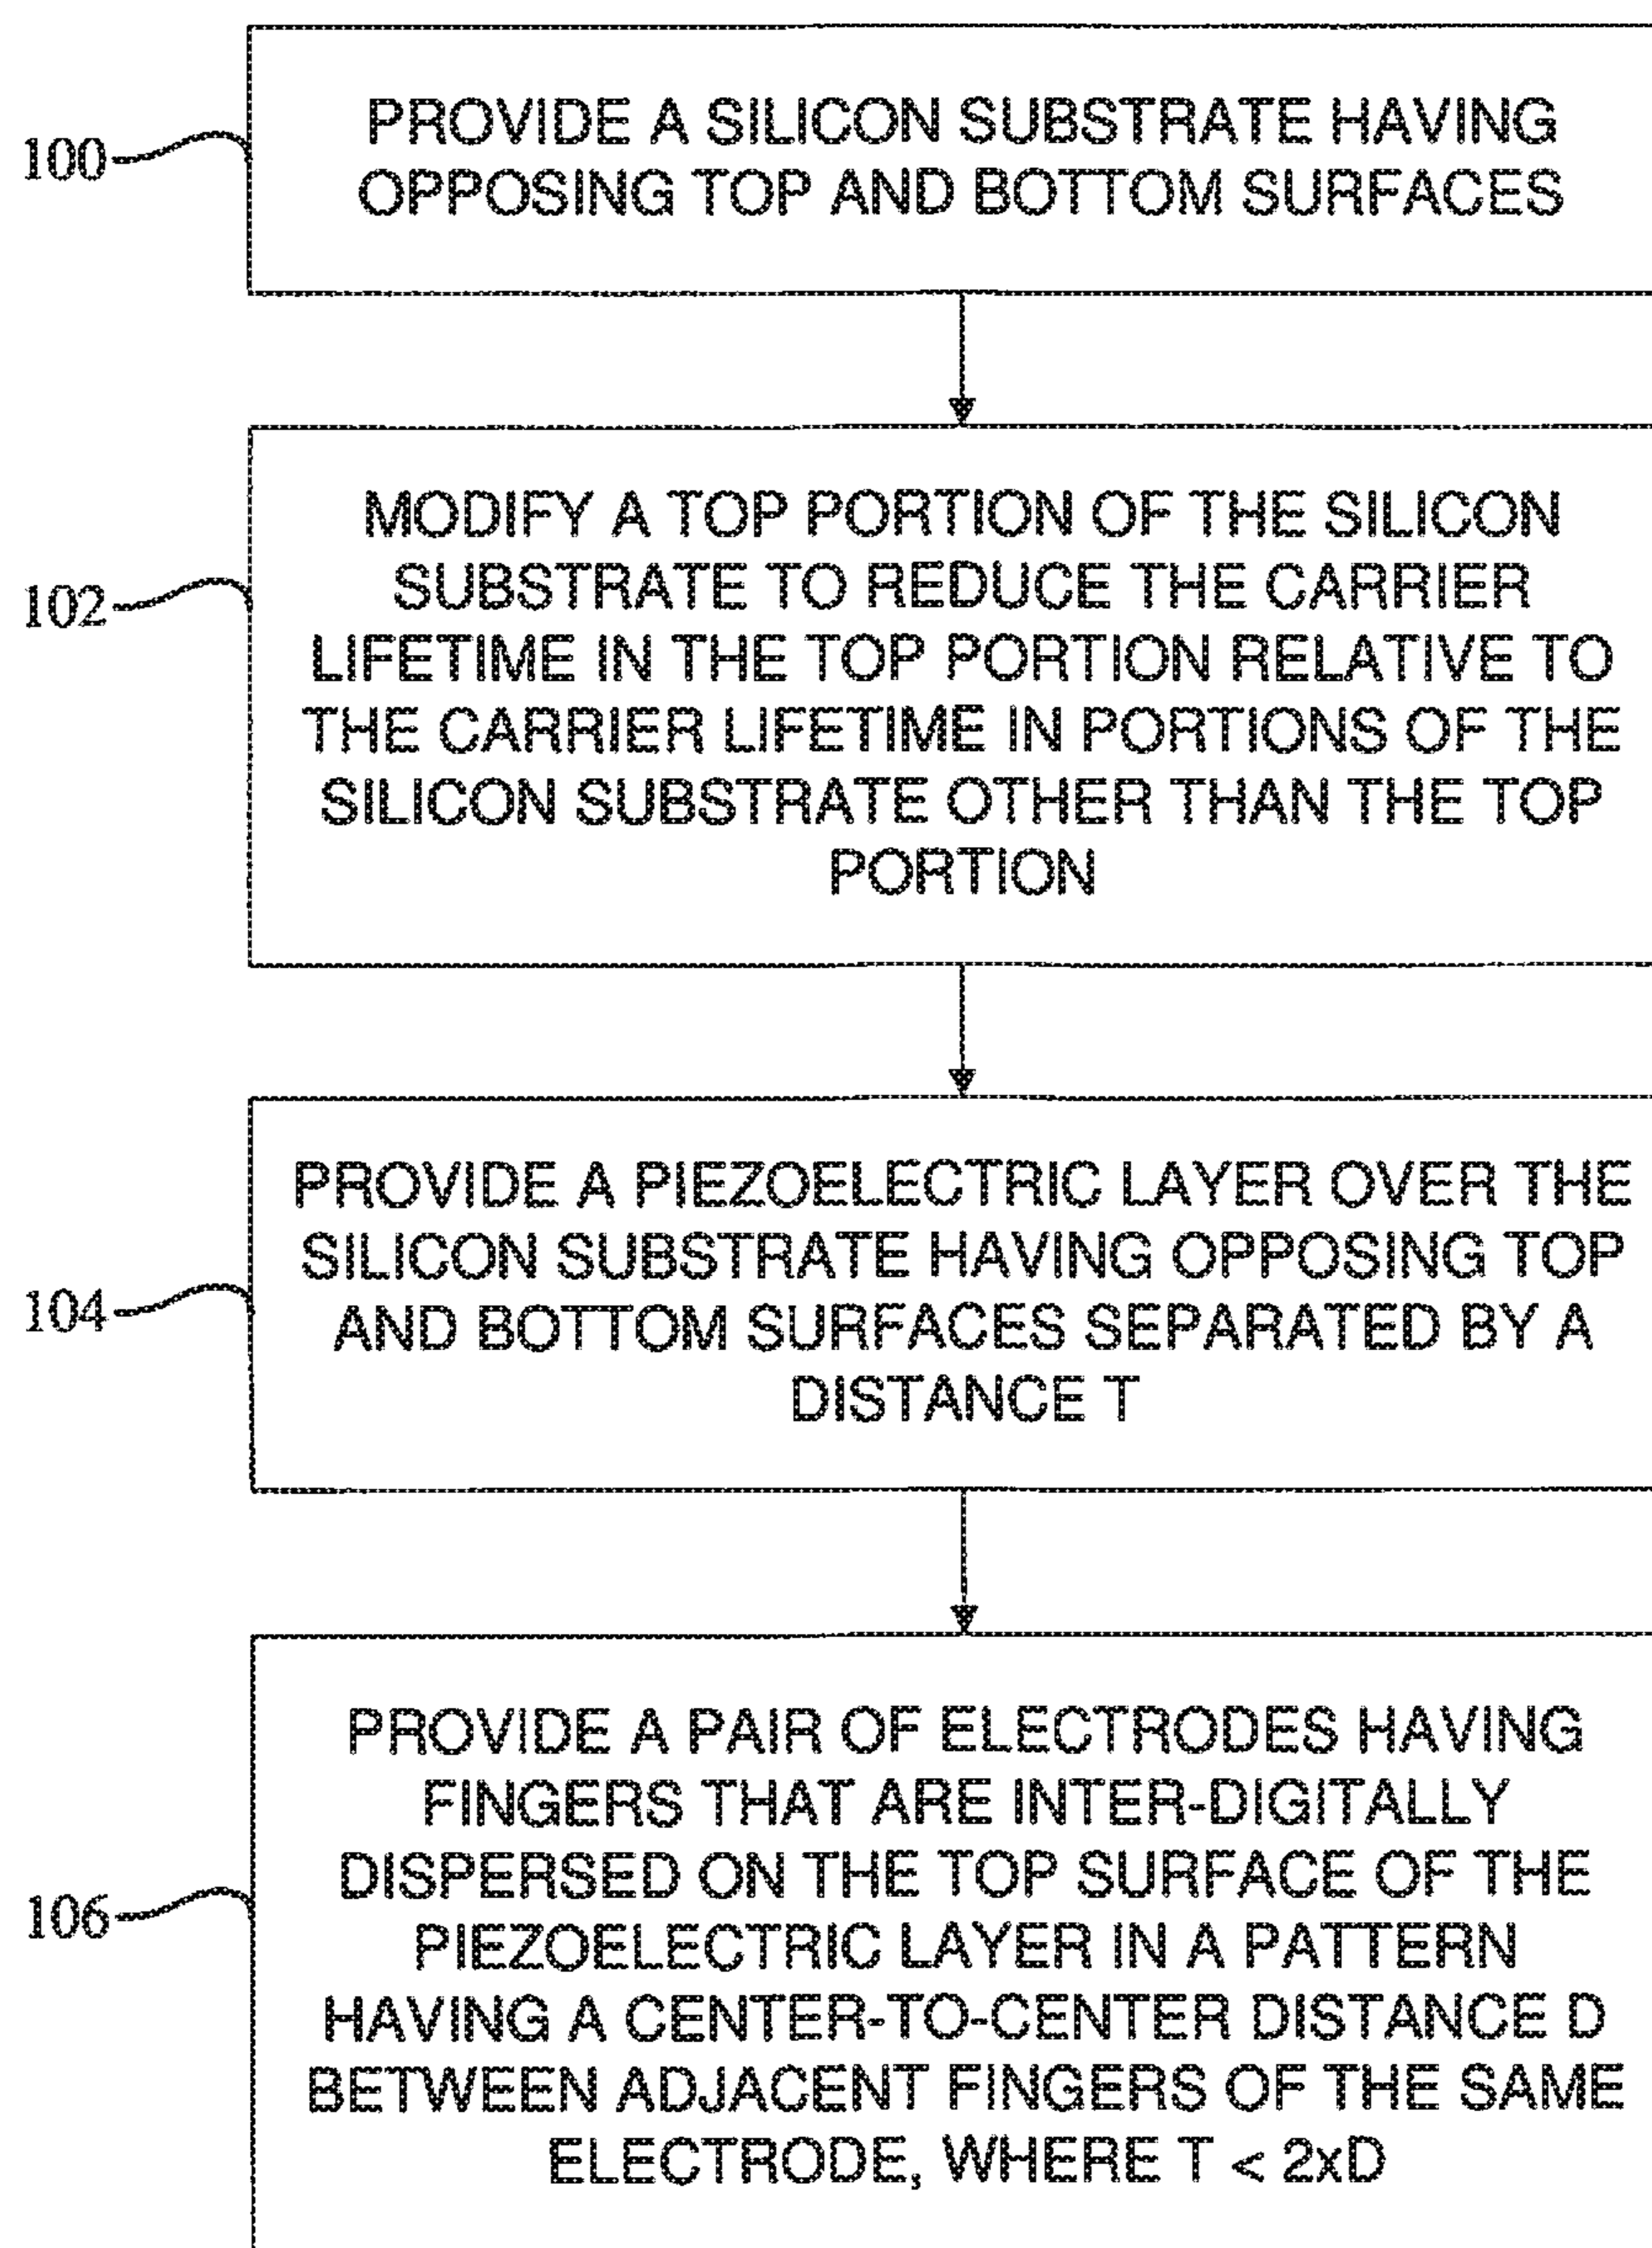 PROVIDE A SILICON SUBSTRATE HAVING
OPPOSING TOP AND BOTTOM SURFACES
100
MODIFY A TOP PORTION OF THE SILICON
SUBSTRATE TO REDUCE THE CARRIER
LIFETIME IN THE TOP PORTION RELATIVE TO
THE CARRIER LIFETIME IN PORTIONS OF THE
SILICON SUBSTRATE OTHER THAN THE TOP
PORTION
102
PROVIDE A PIEZOELECTRIC LAYER OVER THE
SILICON SUBSTRATE HAVING OPPOSING TOP
AND BOTTOM SURFACES SEPARATED BY A
DISTANCE T
104
PROVIDE A PAIR OF ELECTRODES HAVING
FINGERS THAT ARE INTER-DIGITALLY
DISPERSED ON THE TOP SURFACE OF THE
PIEZOELECTRIC LAYER IN A PATTERN
HAVING A CENTER-TO-CENTER DISTANCE D
BETWEEN ADJACENT FINGERS OF THE SAME
ELECTRODE, WHERE T < 2xD
106